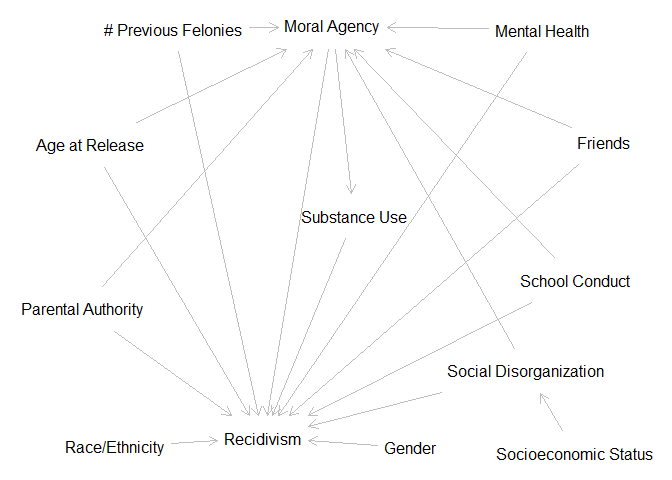 # Previous Felonies
Moral Agency
Mental Health
Age at Release
Friends
Substance Use
School Conduct
Parental Authority
Social Disorganization
Race/Ethnicity
Recidivism
Gender
Socioeconomic Status